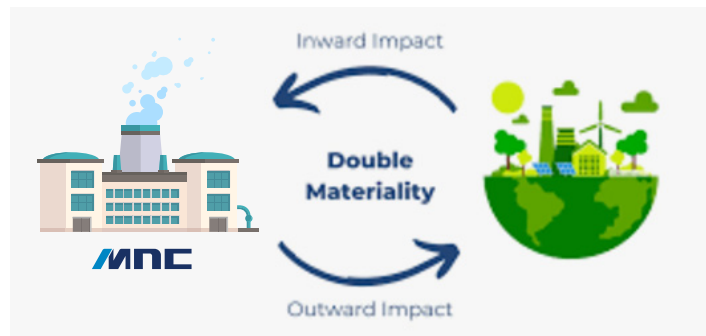 Inward Impact
Double
Materiality
MNC
Outward Impact